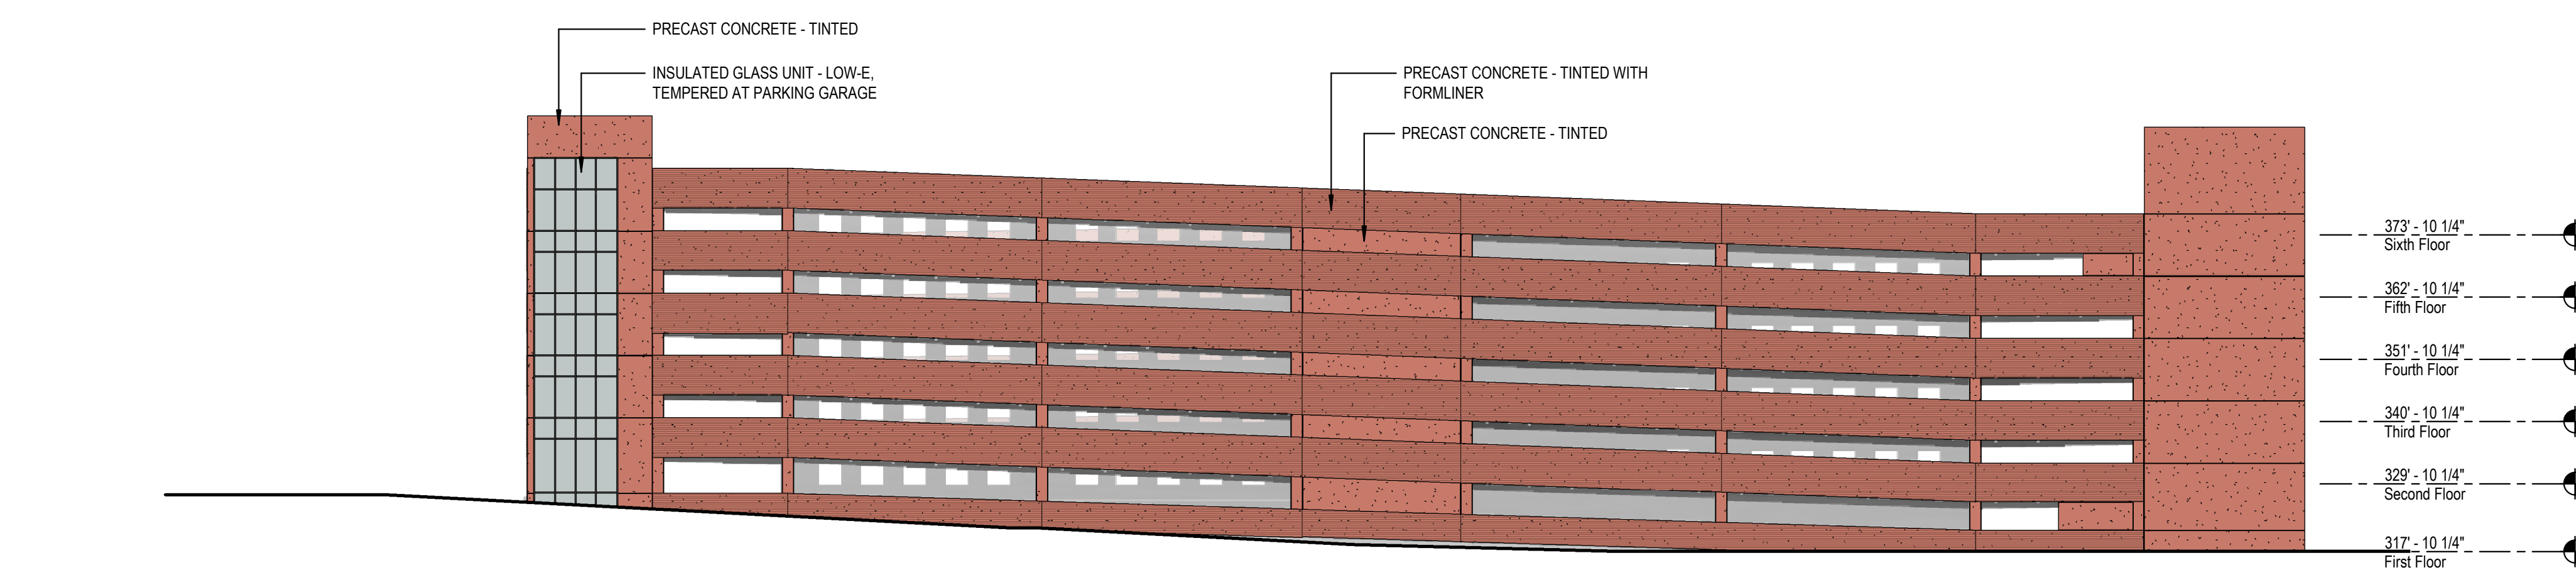 PRECAST CONCRETE - TINTED
INSULATED GLASS UNIT - LOW-E,
TEMPERED AT PARKING GARAGE
PRECAST CONCRETE - TINTED WITH
FORMLINER
PRECAST CONCRETE - TINTED
373' - 10 1/4"
Sixth Floor
362' - 10 1/4"
Fifth Floor
351' - 10 1/4"
Fourth Floor
340' - 10 1/4"
Third Floor
329' - 10 1/4"
Second Floor
317' - 10 1/4"
First Floor